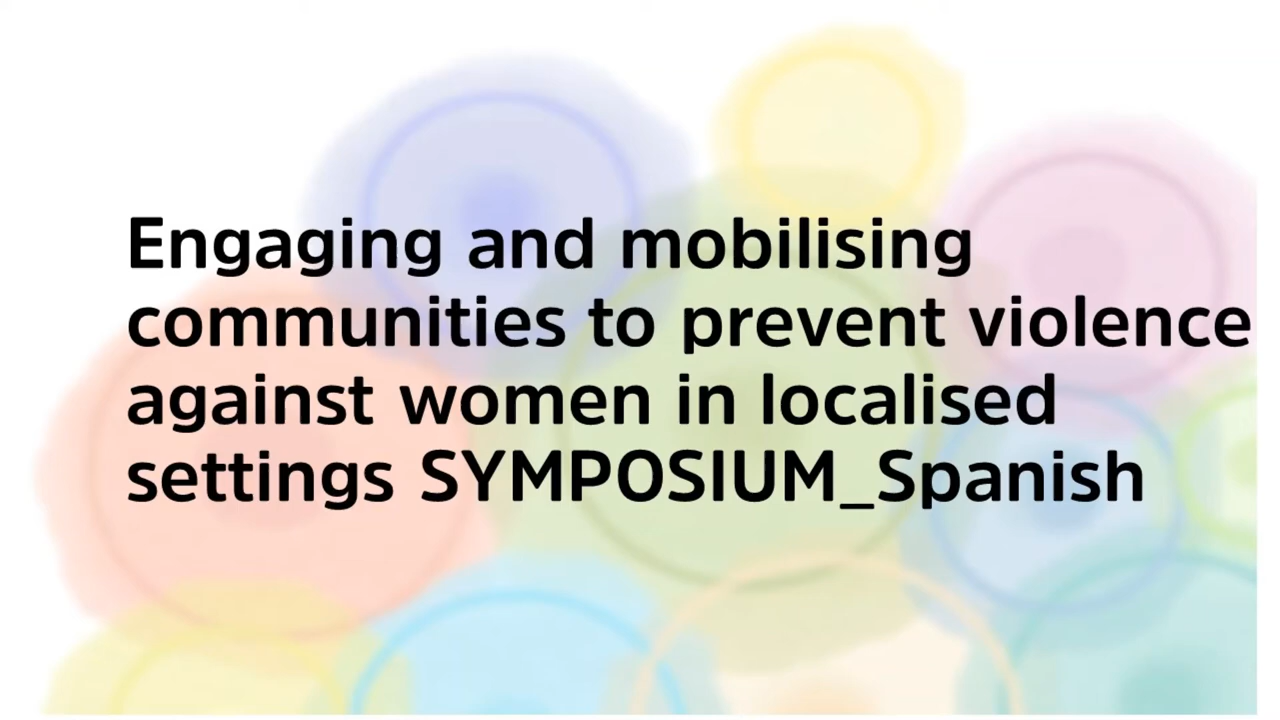 Engaging and mobilising
communities to prevent violence
against women in localised
settings SYMPOSIUM_Spanish